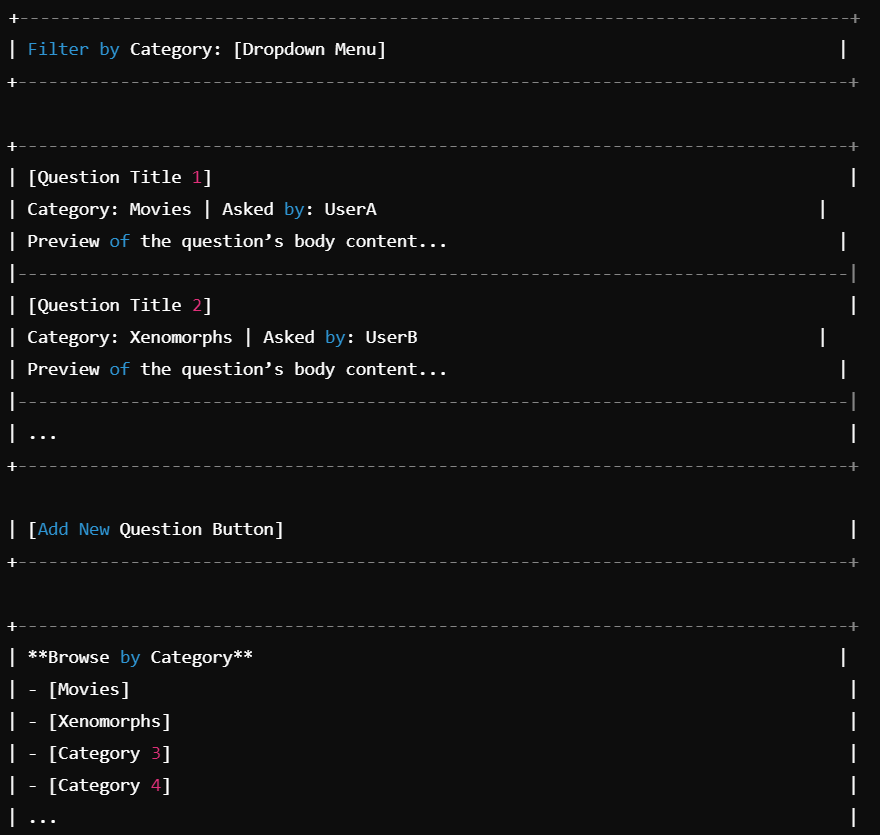 +---------------------------------------------------------------------------------+
| Filter by Category: [Dropdown Menu]                                            |
+---------------------------------------------------------------------------------+
+---------------------------------------------------------------------------------+
| [Question Title 1]                                                              |
| Category: Movies | Asked by: UserA                                           |
| Preview of the question’s body content...                                      |
|---------------------------------------------------------------------------------|
| [Question Title 2]                                                              |
| Category: Xenomorphs | Asked by: UserB                                       |
| Preview of the question’s body content...                                      |
|---------------------------------------------------------------------------------|
| ...                                                                             |
+---------------------------------------------------------------------------------+
| [Add New Question Button]                                                       |
+---------------------------------------------------------------------------------+
+---------------------------------------------------------------------------------+
| **Browse by Category**                                                         |
| - [Movies]                                                                      |
| - [Xenomorphs]                                                                  |
| - [Category 3]                                                                  |
| - [Category 4]                                                                  |
| ...                                                                             |